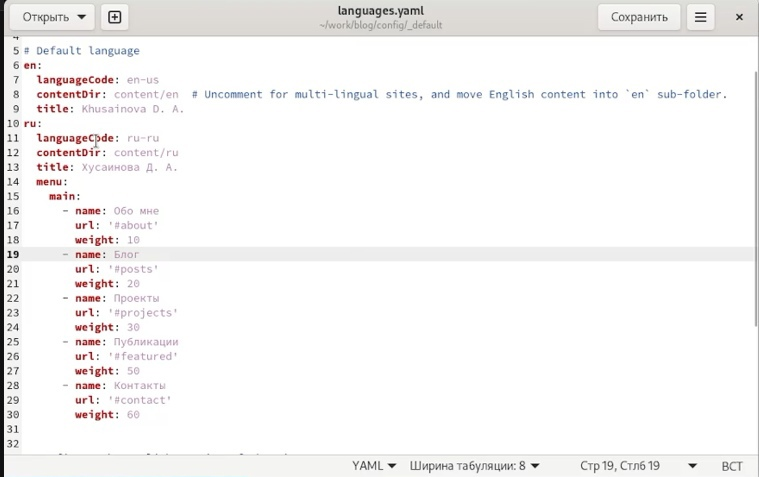 Открыть
languages.yaml
~/work/blog/config/_default
Сохранить
4
5 # Default language
6 en:
7 languageCode: en-us
8 contentDir: content/en # Uncomment for multi-lingual sites, and move English content into `en` sub-folder.
9 title: Khusainova D. A.
10 ru:
11 languageCode: ru-ru
12 contentDir: content/ru
13 title: Хусаинова Д. А.
14 menu:
15 main:
16 - name: Обо мне
17 url: '#about'
18 weight: 10
19 - name: Блог
20 url: '#posts'
21 weight: 20
22 - name: Проекты
23 url: '#projects'
24 weight: 30
25 - name: Публикации
26 url: '#featured'
27 weight: 50
28 - name: Контакты
29 url: '#contact'
30 weight: 60
31
32
YAML Ширина табуляции: 8 Стр 19, Стлб 19 ВСТ